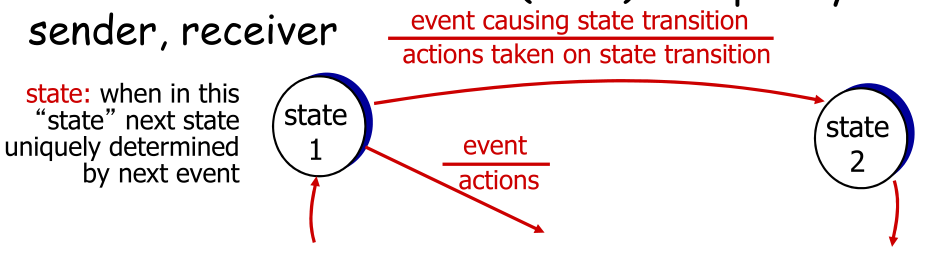 sender, receiver
event causing state transition
actions taken on state transition
state: when in this
“state” next state
uniquely determined
by next event
state
1
event
actions
state
2